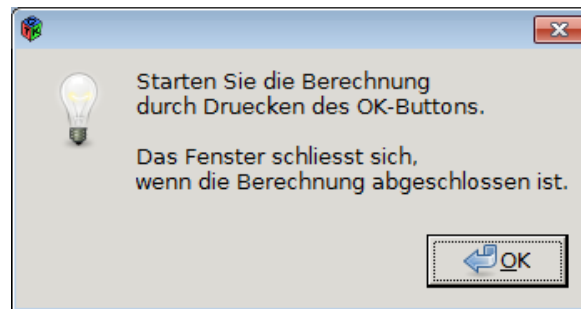 Starten Sie die Berechnung
durch Druecken des OK-Buttons.
Das Fenster schliesst sich,
wenn die Berechnung abgeschlossen ist.
OK